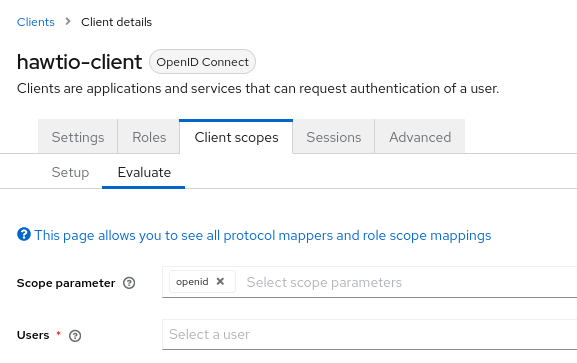 Clients > Client details
hawtio-client OpenID Connect
Clients are applications and services that can request authentication of a user.
Settings Roles Client scopes Sessions Advanced
Setup Evaluate
This page allows you to see all protocol mappers and role scope mappings
Scope parameter openid Select scope parameters
Users * Select a user